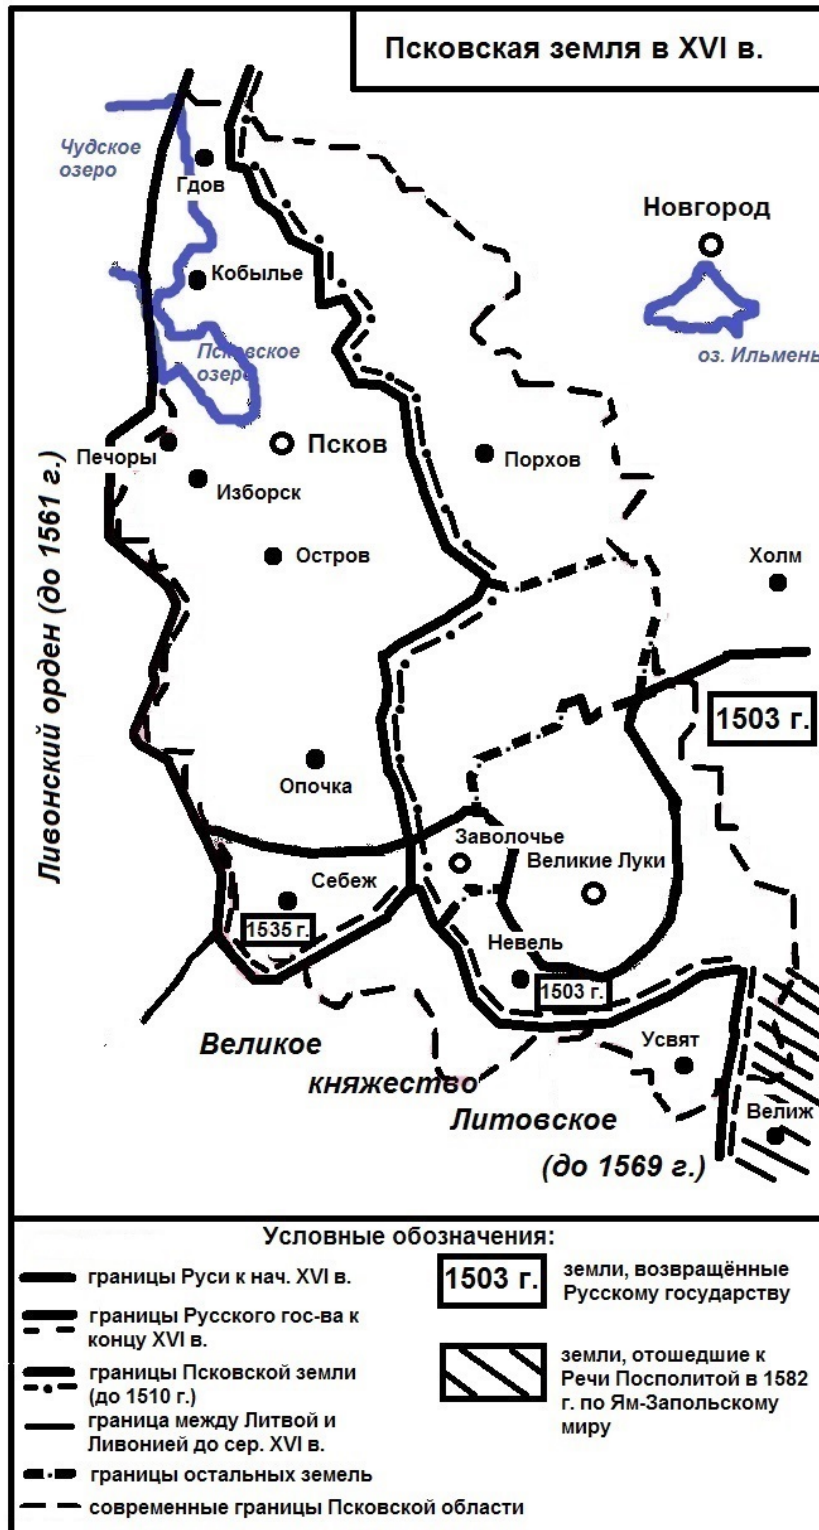 Псковская земля в XVI в.
Чудское
озеро
Гдов
Новгород
Кобылье
Псковское
озеро
оз. Ильмень
Печоры
Псков
Порхов
Изборск
Остров
Холм
Ливонский орден (до 1561 г.)
1503 г.
Опочка
Заволочье
Великие Луки
Себеж
1535 г.
Невель
1503 г.
Великое
княжество
Литовское
(до 1569 г.)
Усвят
Велиж
Условные обозначения:
границы Руси к нач. XVI в.
границы Русского гос-ва к
концу XVI в.
границы Псковской земли
(до 1510 г.)
граница между Литвой и
Ливонией до сер. XVI в.
границы остальных земель
современные границы Псковской области
1503 г.
земли, возвращённые
Русскому государству
земли, отошедшие к
Речи Посполитой в 1582
г. по Ям-Запольскому
миру